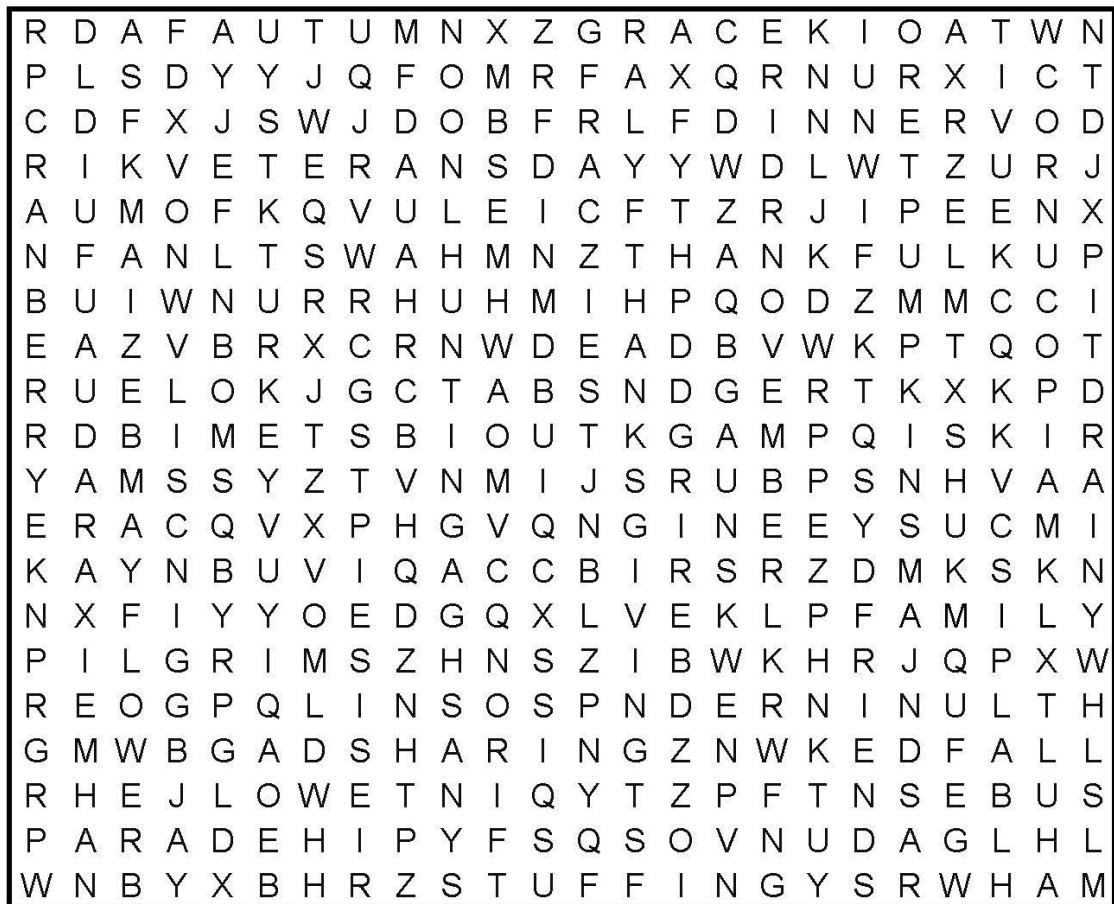 R D A F A U T U M N X Z G R A C E K I O A T W N
P L S D Y Y J Q F O M R F A X Q R N U R X I C T
C D F X J S W J D O B F R L F D I N N E R V O D
R I K V E T E R A N S D A Y Y W D L W T Z U R J
A U M O F K Q V U L E I C F T Z R J I P E E N X
N F A N L T S W A H M N Z T H A N K F U L K U P
B U I W N U R R H U H M I H P Q O D Z M M C C I
E A Z V B R X C R N W D E A D B V W K P T Q O T
R U E L O K J G C T A B S N D G E R T K X K P D
R D B I M E T S B I O U T K G A M P Q I S K I R
Y A M S S Y Z T V N M I J S R U B P S N H V A A
E R A C Q V X P H G V Q N G I N E E Y S U C M I
K A Y N B U V I Q A C C B I R S R Z D M K S K N
N X F I Y Y O E D G Q X L V E K L P F A M I L Y
P I L G R I M S Z H N S Z I B W K H R J Q P X W
R E O G P Q L I N S O S P N D E R N I N U L T H
G M W B G A D S H A R I N G Z N W K E D F A L L
R H E J L O W E T N I Q Y T Z P F T N S E B U S
P A R A D E H I P Y F S Q S O V N U D A G L H L
W N B Y X B H R Z S T U F F I N G Y S R W H A M